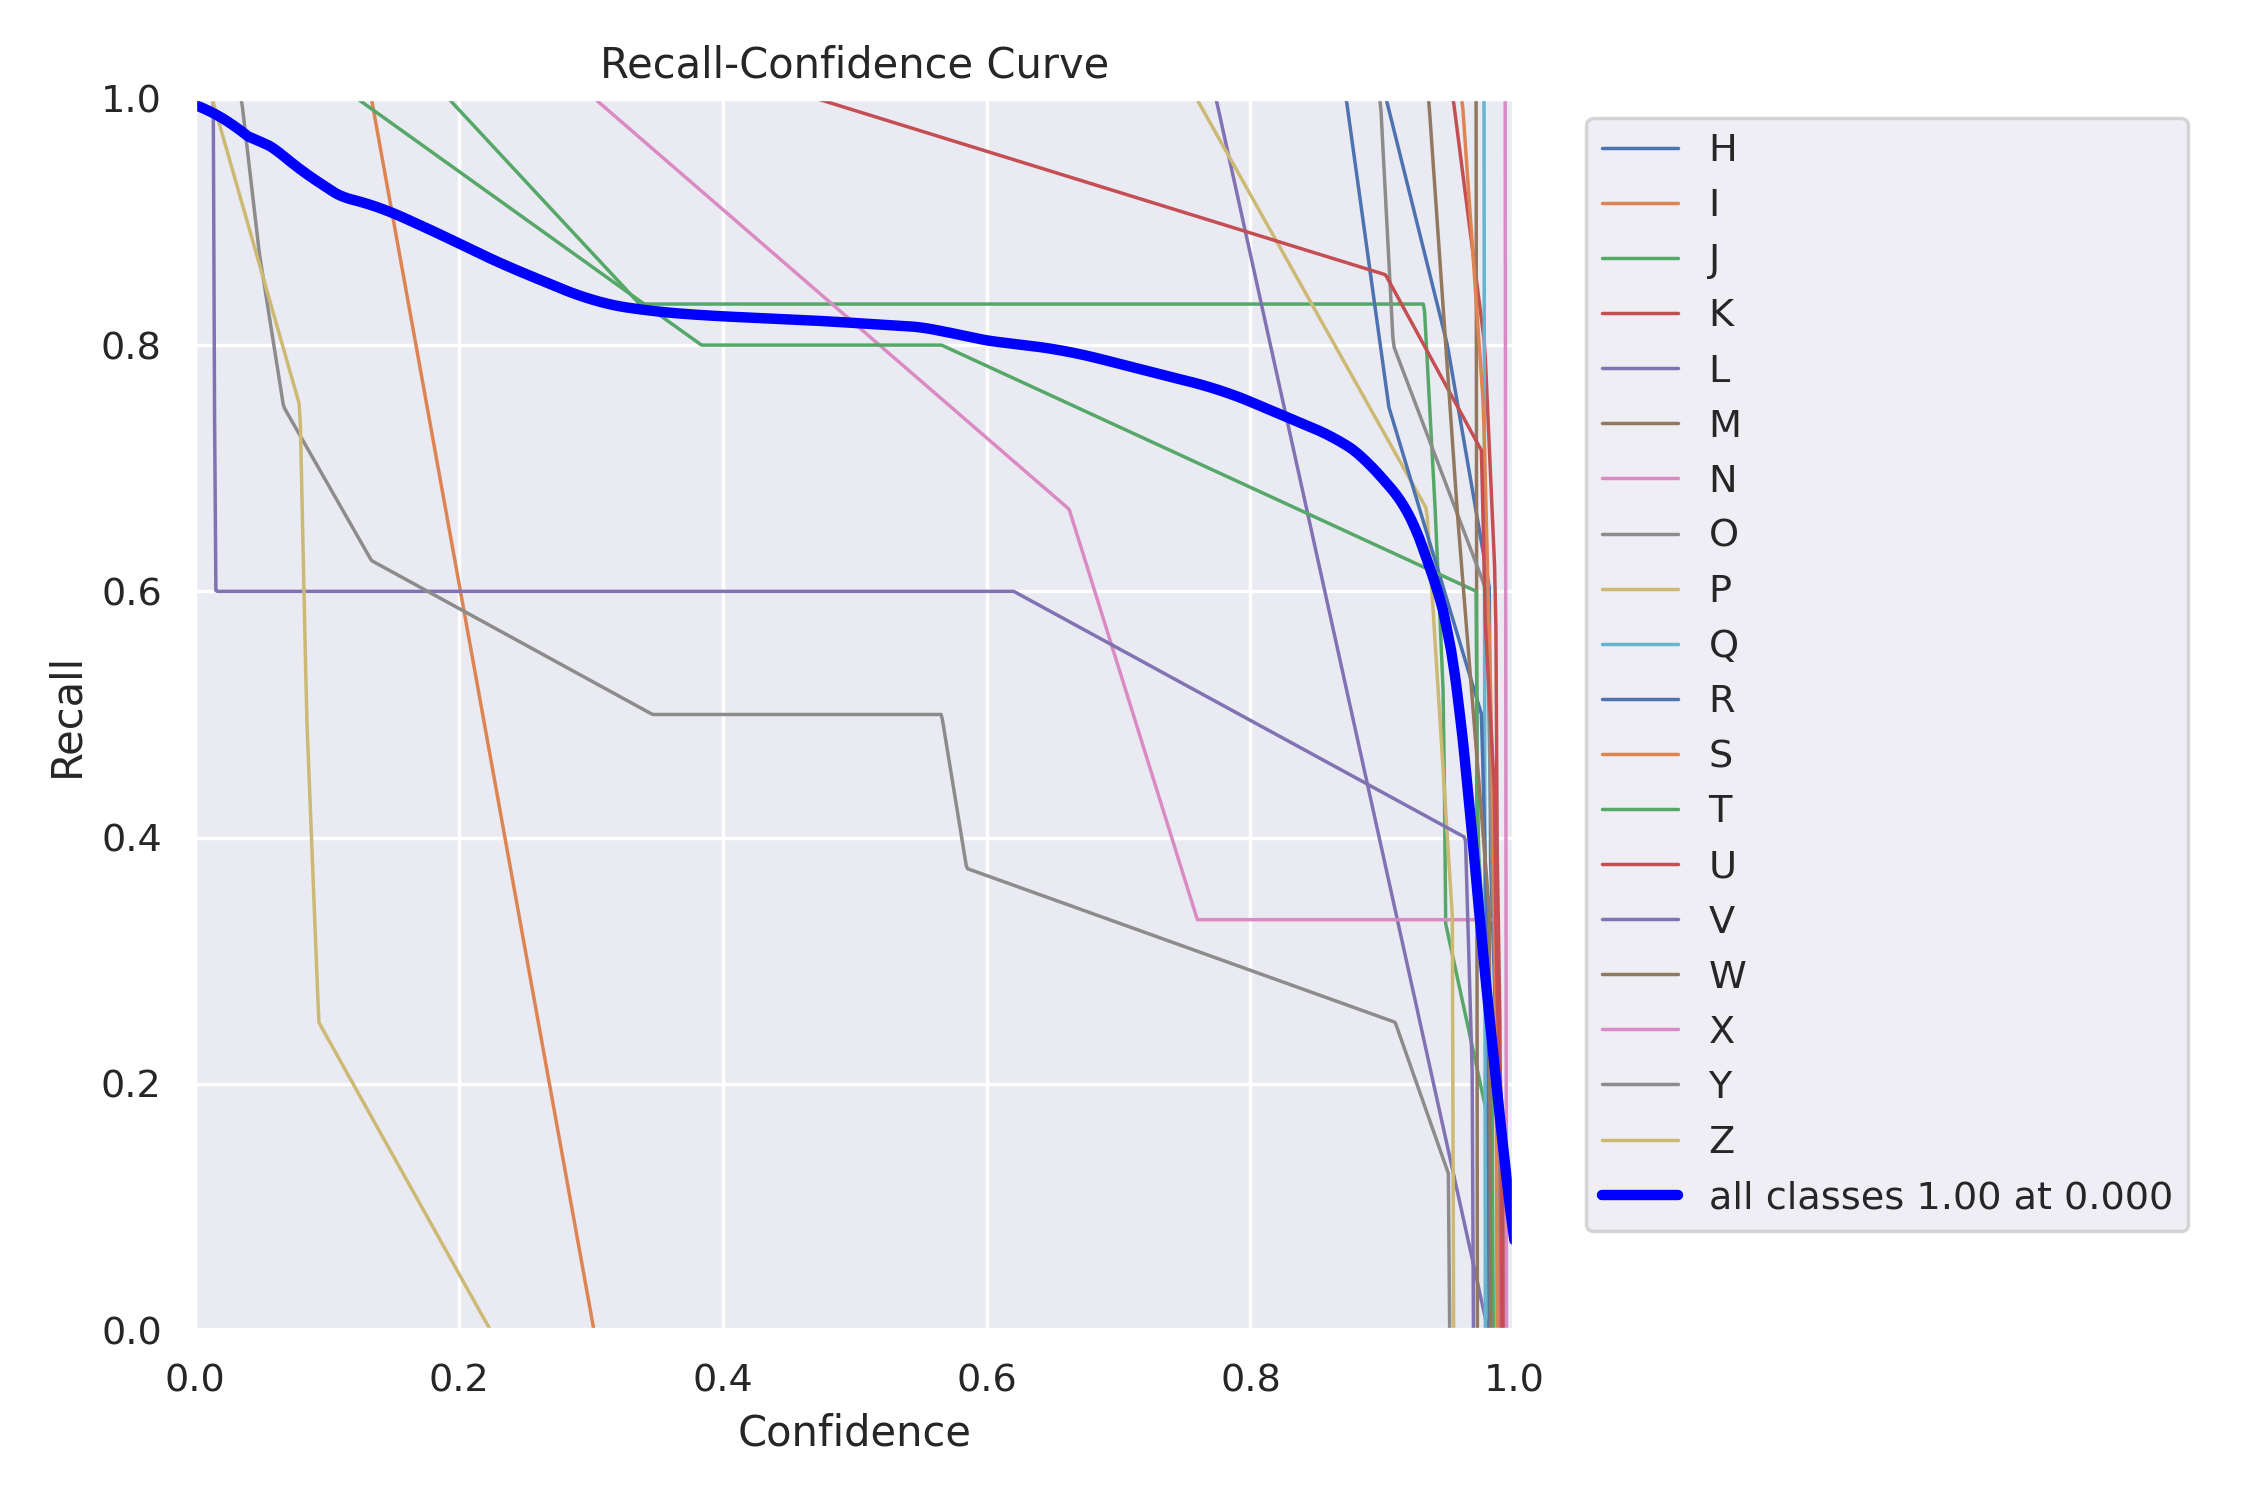 Recall-Confidence Curve
1.0
0.8
0.6
0.4
0.2
0.0
Recall
0.0 0.2 0.4 0.6 0.8 1.0
Confidence
H
I
J
K
L
M
N
O
P
Q
R
S
T
U
V
W
X
Y
Z
all classes 1.00 at 0.000